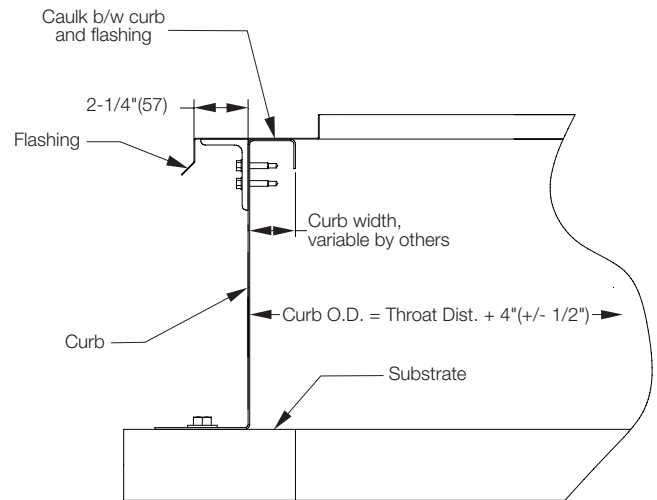 Caulk b/w curb
and flashing
2-1/4"(57)
Flashing
Curb width,
variable by others
Curb O.D. = Throat Dist. + 4"(+/- 1/2")
Curb
Substrate